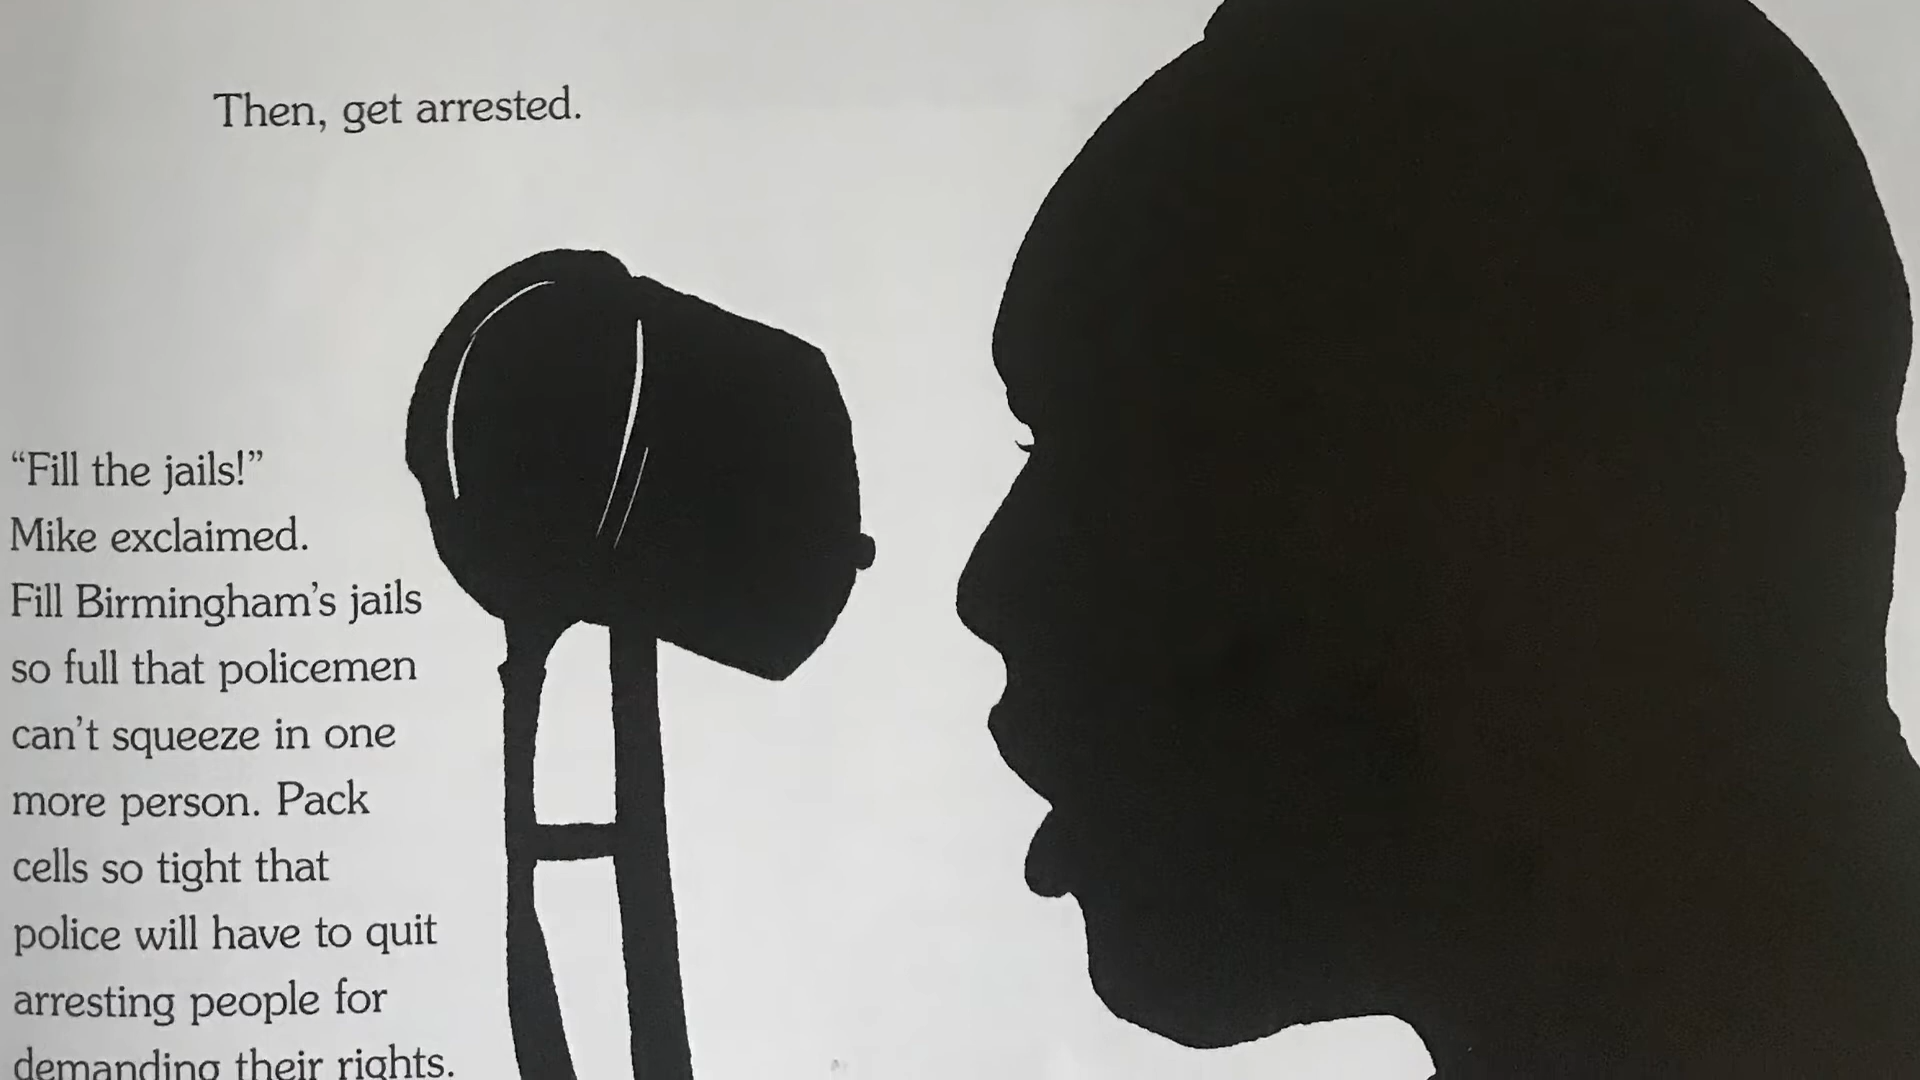 Then, get arrested.
“Fill the jails!”
Mike exclaimed.
Fill Birmingham’s jails
so full that policemen
can’t squeeze in one
more person. Pack
cells so tight that
police will have to quit
arresting people for
demanding their rights.